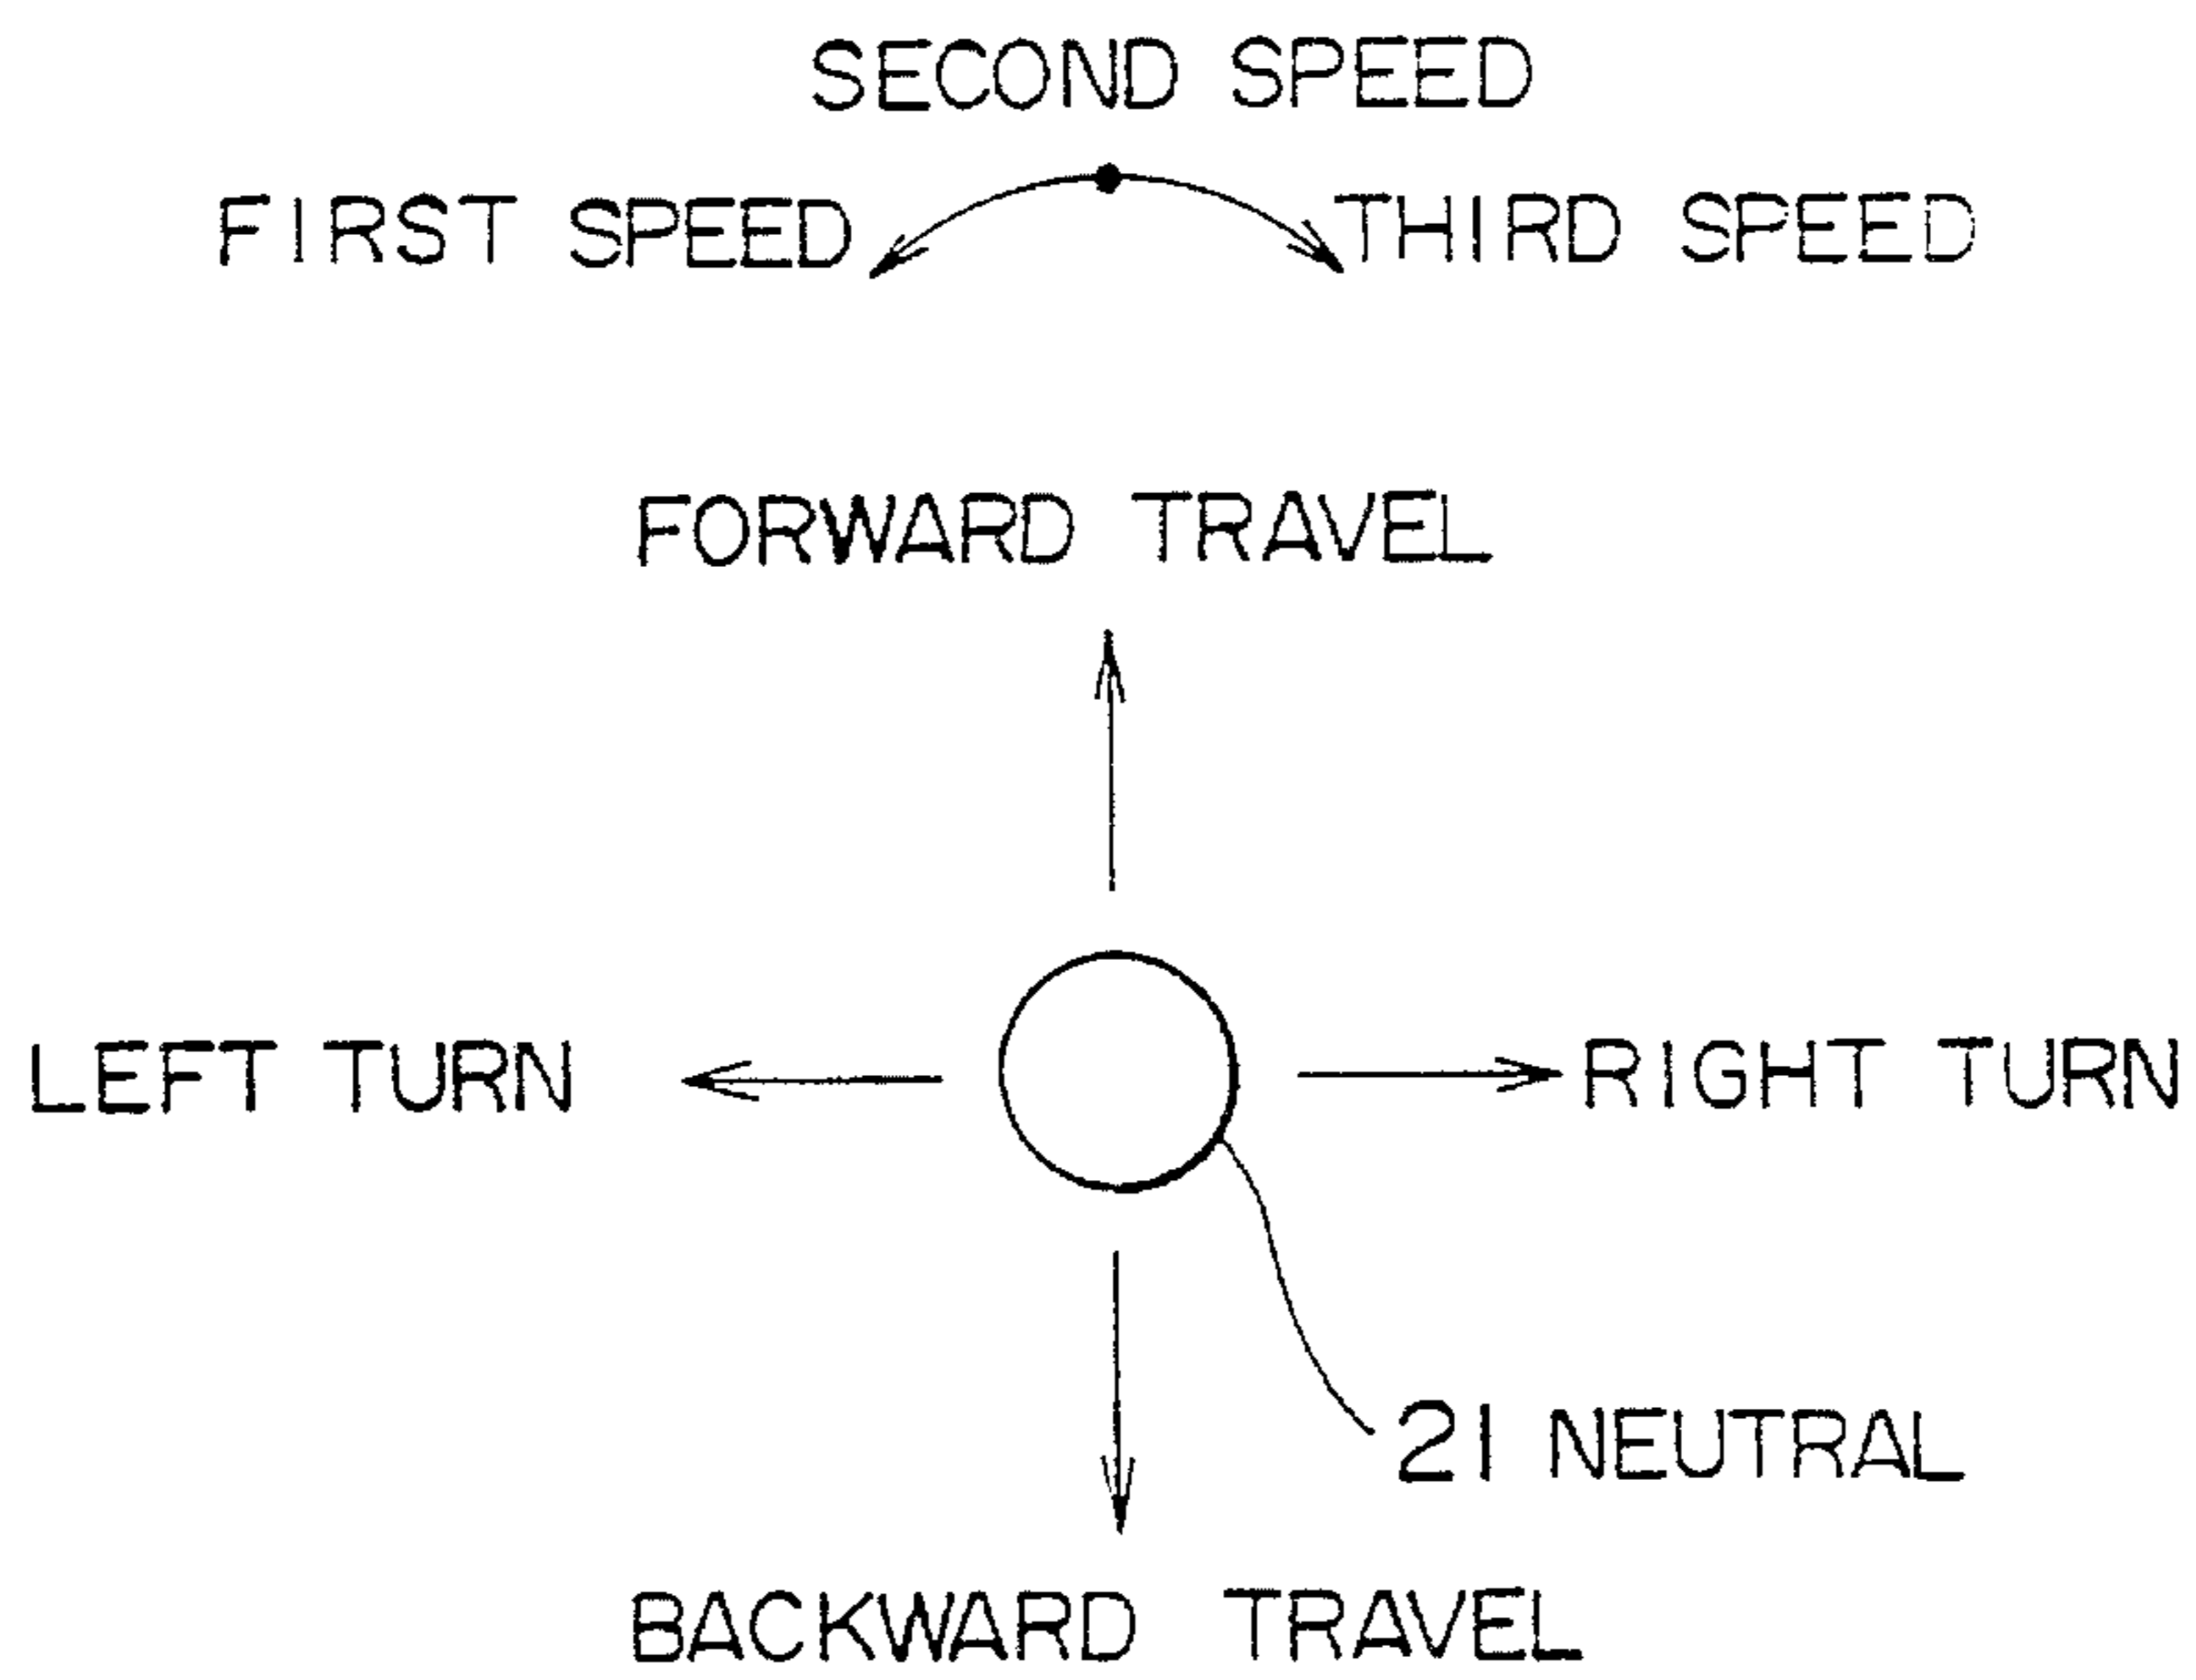 SECOND SPEED
FIRST SPEED
THIRD SPEED
FORWARD TRAVEL
LEFT TURN
RIGHT TURN
21 NEUTRAL
BACKWARD TRAVEL